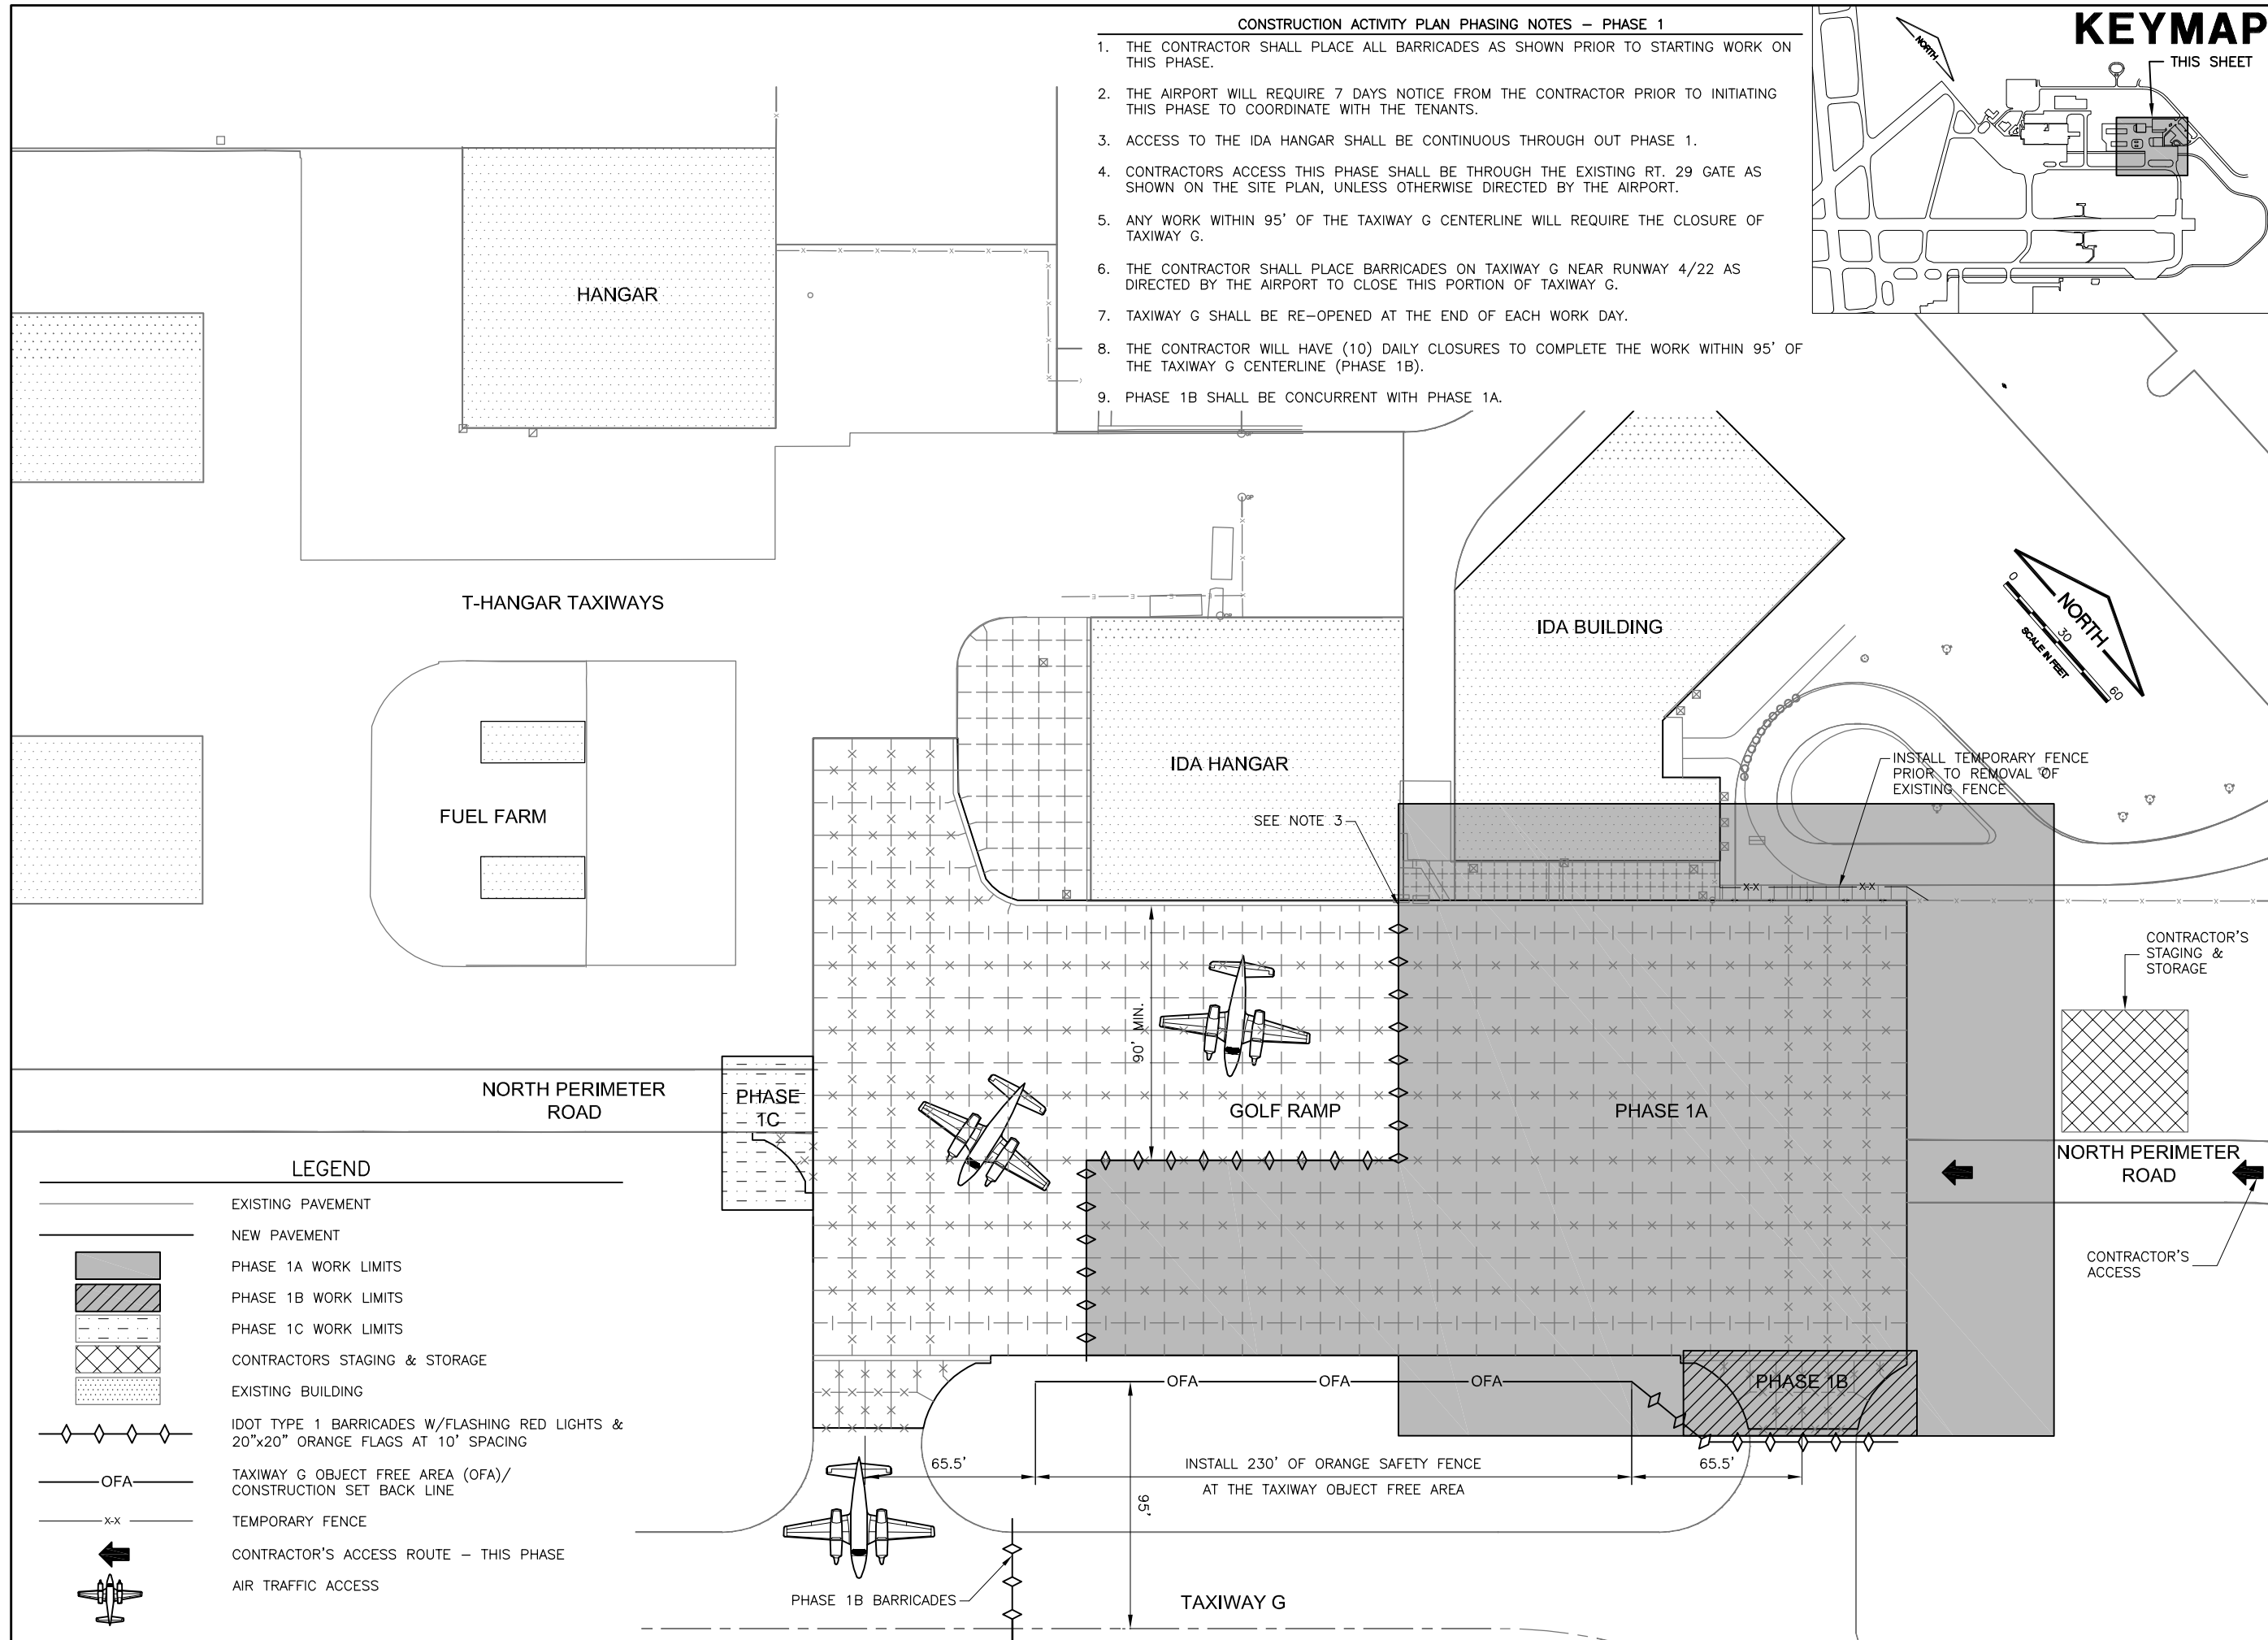 CONSTRUCTION ACTIVITY PLAN PHASING NOTES – PHASE 1
1. THE CONTRACTOR SHALL PLACE ALL BARRICADES AS SHOWN PRIOR TO STARTING WORK ON
THIS PHASE.
2. THE AIRPORT WILL REQUIRE 7 DAYS NOTICE FROM THE CONTRACTOR PRIOR TO INITIATING
THIS PHASE TO COORDINATE WITH THE TENANTS.
3. ACCESS TO THE IDA HANGAR SHALL BE CONTINUOUS THROUGH OUT PHASE 1.
4. CONTRACTORS ACCESS THIS PHASE SHALL BE THROUGH THE EXISTING RT. 29 GATE AS
SHOWN ON THE SITE PLAN, UNLESS OTHERWISE DIRECTED BY THE AIRPORT.
5. ANY WORK WITHIN 95' OF THE TAXIWAY G CENTERLINE WILL REQUIRE THE CLOSURE OF
TAXIWAY G.
6. THE CONTRACTOR SHALL PLACE BARRICADES ON TAXIWAY G NEAR RUNWAY 4/22 AS
DIRECTED BY THE AIRPORT TO CLOSE THIS PORTION OF TAXIWAY G.
7. TAXIWAY G SHALL BE RE–OPENED AT THE END OF EACH WORK DAY.
8. THE CONTRACTOR WILL HAVE (10) DAILY CLOSURES TO COMPLETE THE WORK WITHIN 95' OF
THE TAXIWAY G CENTERLINE (PHASE 1B).
9. PHASE 1B SHALL BE CONCURRENT WITH PHASE 1A.
KEYMAP
THIS SHEET
NORTH
HANGAR
T-HANGAR TAXIWAYS
IDA BUILDING
NORTH
0
30
60
SCALE IN FEET
IDA HANGAR
FUEL FARM
SEE NOTE 3
INSTALL TEMPORARY FENCE
PRIOR TO REMOVAL OF
EXISTING FENCE
X-X
X-X
CONTRACTOR'S
STAGING &
STORAGE
90' MIN.
NORTH PERIMETER
ROAD
PHASE
1C
GOLF RAMP
PHASE 1A
NORTH PERIMETER
ROAD
CONTRACTOR'S
ACCESS
OFA
OFA
OFA
PHASE 1B
65.5'
INSTALL 230' OF ORANGE SAFETY FENCE
AT THE TAXIWAY OBJECT FREE AREA
65.5'
95'
PHASE 1B BARRICADES
TAXIWAY G
LEGEND
EXISTING PAVEMENT
NEW PAVEMENT
PHASE 1A WORK LIMITS
PHASE 1B WORK LIMITS
PHASE 1C WORK LIMITS
CONTRACTORS STAGING & STORAGE
EXISTING BUILDING
IDOT TYPE 1 BARRICADES W/FLASHING RED LIGHTS &
20"x20" ORANGE FLAGS AT 10' SPACING
OFA
TAXIWAY G OBJECT FREE AREA (OFA)/
CONSTRUCTION SET BACK LINE
X-X
TEMPORARY FENCE
CONTRACTOR'S ACCESS ROUTE – THIS PHASE
AIR TRAFFIC ACCESS